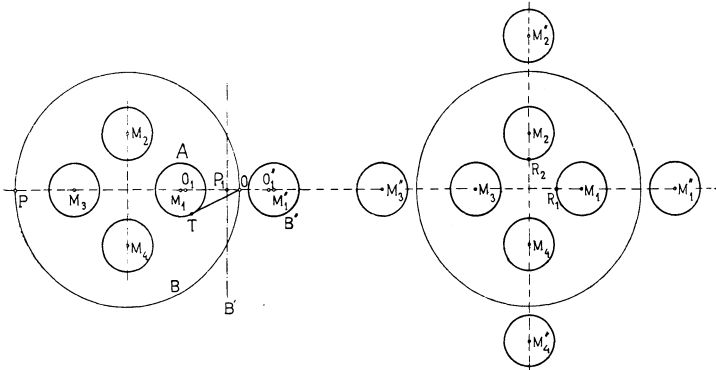 M₂″
M₂
M₂
A
R₂
O₁
P₁
O
O₁″
P
M₃
M₁
M₁″
M₃″
M₃
R₁
M₁
M₁″
T
B″
M₄
M₄
B
B′
M₄″